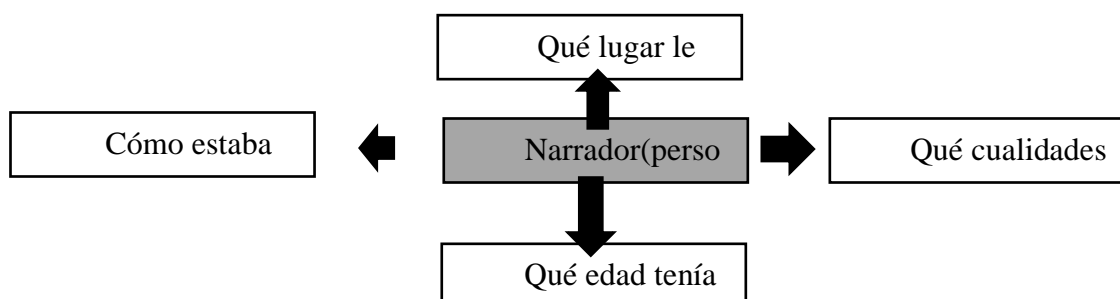 Qué lugar le
Cómo estaba
Narrador(perso
Qué cualidades
Qué edad tenía